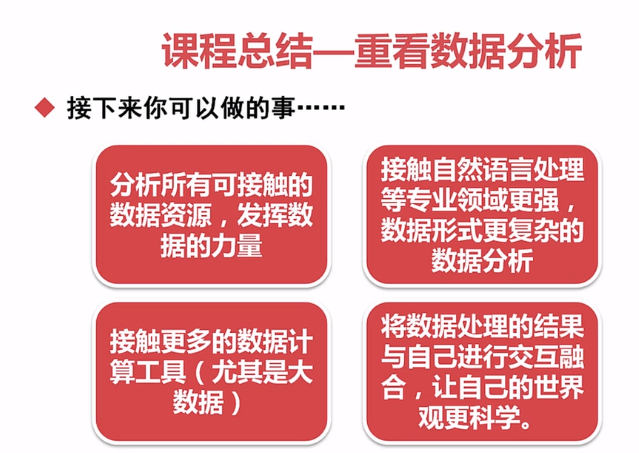 课程总结—重看数据分析
接下来你可以做的事……
分析所有可接触的
数据资源，发挥数
据的力量
接触自然语言处理
等专业领域更强，
数据形式更复杂的
数据分析
接触更多的数据计
算工具（尤其是大
数据）
将数据处理的结果
与自己进行交互融
合，让自己的世界
观更科学。